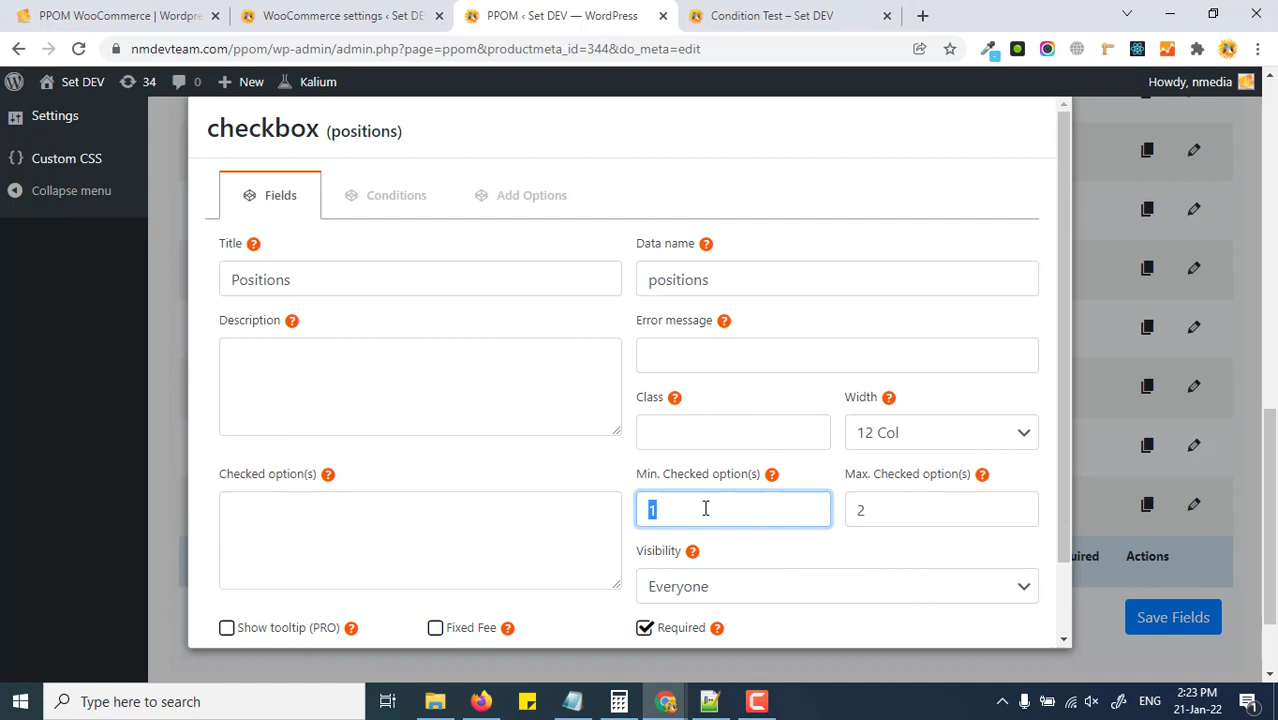 PPOM WooCommerce | Wordpre
WooCommerce settings ‹ Set DE
PPOM ‹ Set DEV — WordPress
Condition Test – Set DEV
nmdevteam.com/ppom/wp-admin/admin.php?page=ppom&productmeta_id=344&do_meta=edit
Set DEV
34
0
New
Kalium
Howdy, nmedia
Settings
Custom CSS
Collapse menu
checkbox (positions)
Fields
Conditions
Add Options
Title ?
Data name ?
Positions
positions
Description ?
Error message ?
Class ?
Width ?
12 Col
Checked option(s) ?
Min. Checked option(s) ?
Max. Checked option(s) ?
1
2
Visibility ?
Everyone
Show tooltip (PRO) ?
Fixed Fee ?
Required ?
uired
Actions
Save Fields
Type here to search
ENG
2:23 PM
21-Jan-22
1